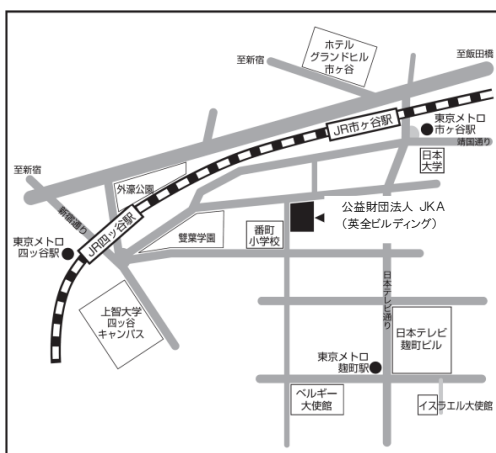 ホテル
グランドヒル
市ヶ谷
至新宿
至飯田橋
JR市ヶ谷駅
東京メトロ
市ヶ谷駅
靖国通り
日本
大学
至新宿
外濠公園
新宿通り
JR四ッ谷駅
東京メトロ
四ッ谷駅
雙葉学園
番町
小学校
公益財団法人 JKA
(英全ビルディング)
上智大学
四ッ谷
キャンパス
日本テレビ通り
日本テレビ
麹町ビル
東京メトロ
麹町駅
ベルギー
大使館
イスラエル大使館